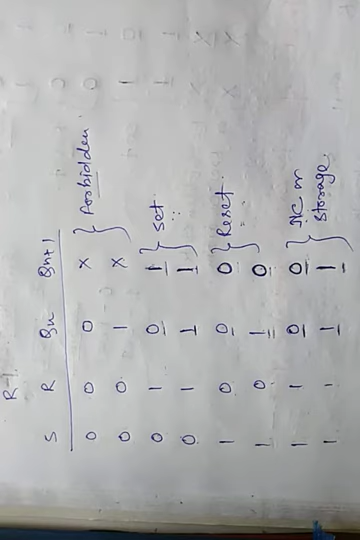 S R Qn Qn+1
0 0 0 X } Forbidden
0 0 1 X
0 1 0 1 } Set
0 1 1 1
1 0 0 0 } Reset
1 0 1 0
1 1 0 0 } NC or
1 1 1 1 Storage